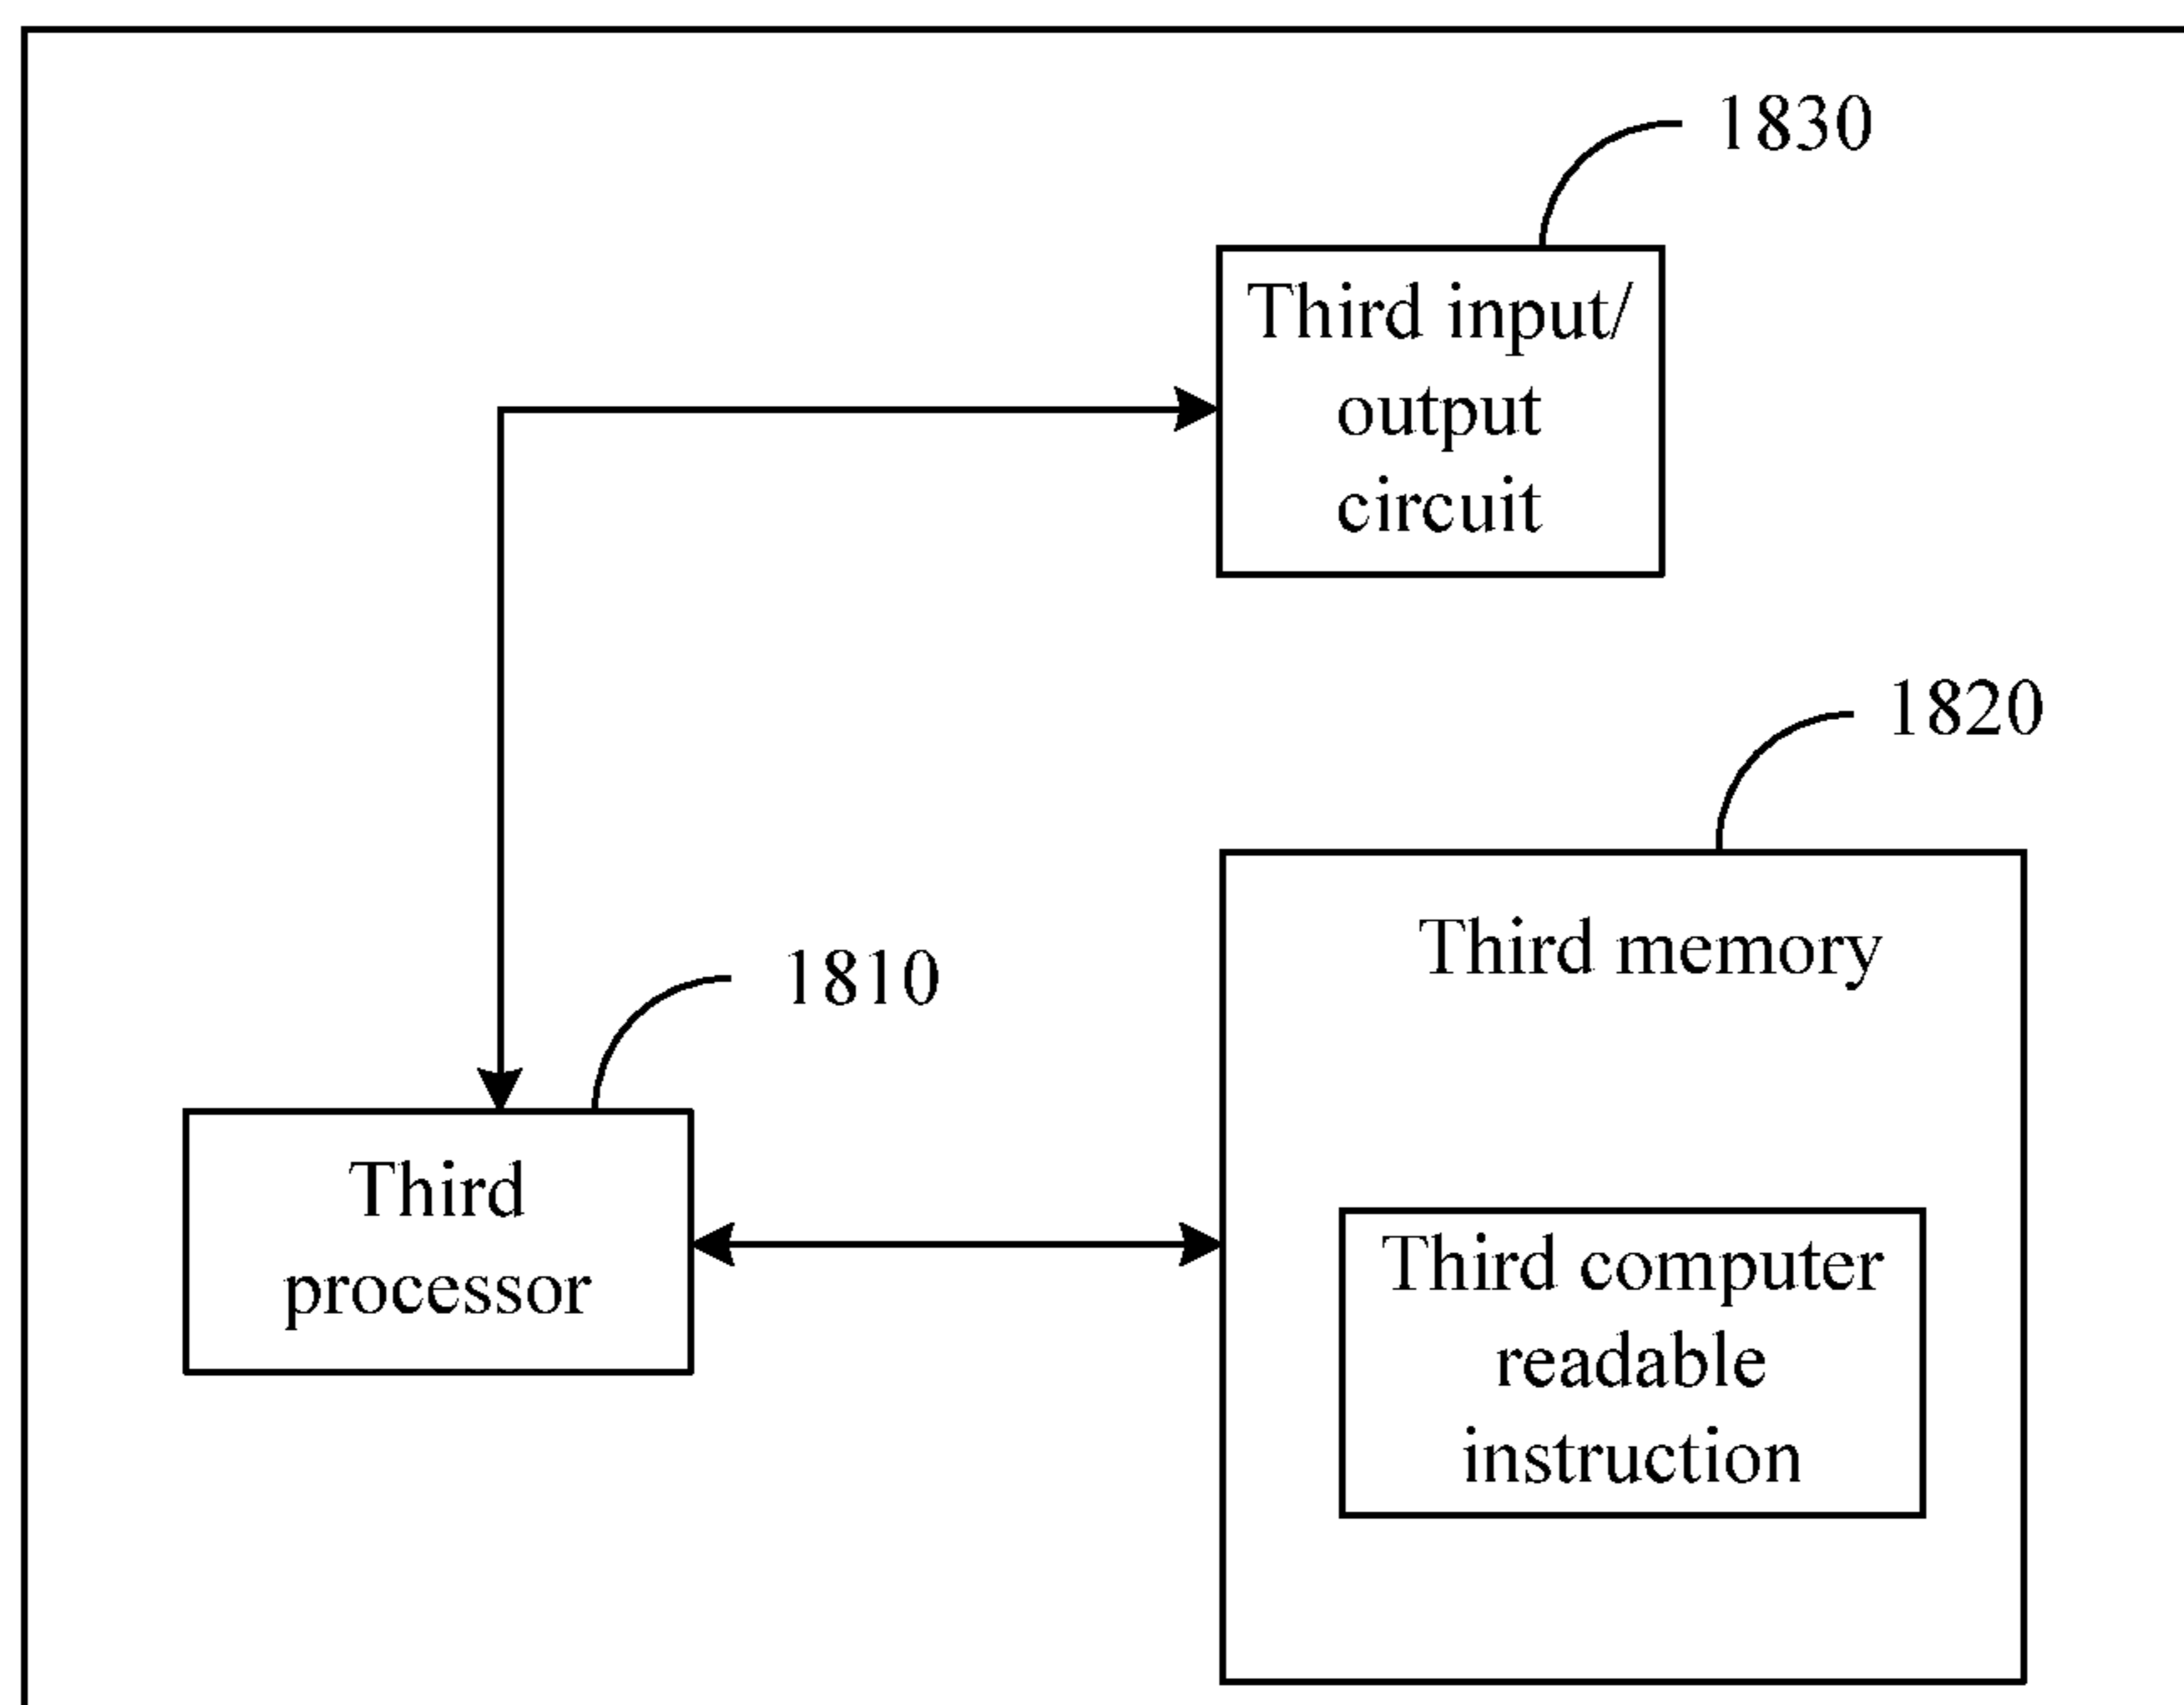 1830
Third input/
output
circuit
1820
Third memory
1810
Third
processor
Third computer
readable
instruction